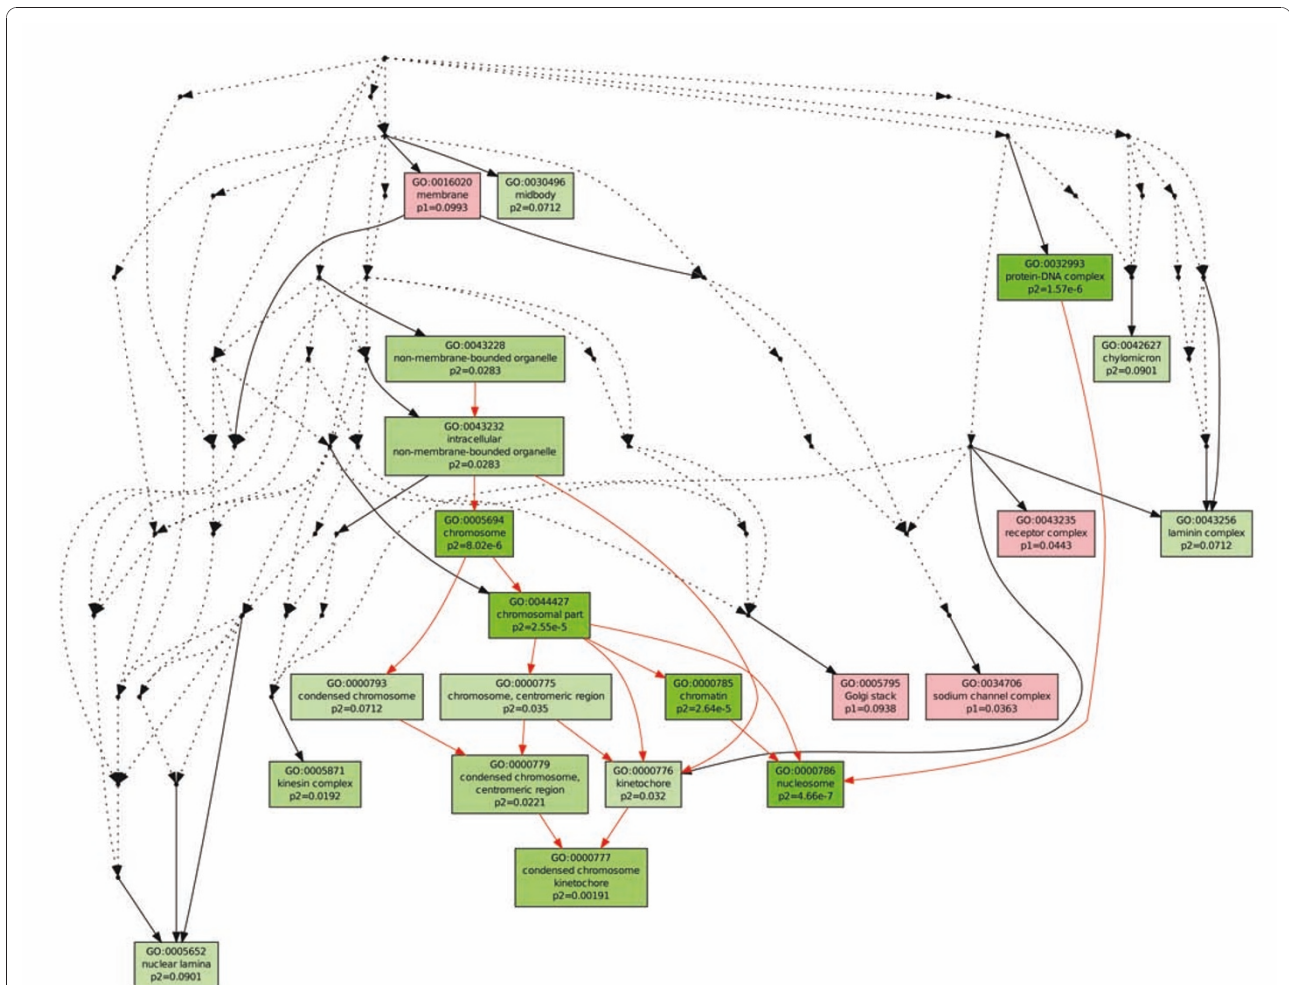 GO:0016020
membrane
p1=0.0993
GO:0030496
midbody
p2=0.0712
GO:0032993
protein-DNA complex
p2=1.57e-6
GO:0043228
non-membrane-bounded organelle
p2=0.0283
GO:0042627
chylomicron
p2=0.0901
GO:0043232
intracellular
non-membrane-bounded organelle
p2=0.0283
GO:0005694
chromosome
p2=8.02e-6
GO:0043235
receptor complex
p1=0.0443
GO:0043256
laminin complex
p2=0.0712
GO:0044427
chromosomal part
p2=2.55e-5
GO:0000793
condensed chromosome
p2=0.0712
GO:0000775
chromosome, centromeric region
p2=0.035
GO:0000785
chromatin
p2=2.64e-5
GO:0005795
Golgi stack
p1=0.0938
GO:0034706
sodium channel complex
p1=0.0363
GO:0005871
kinesin complex
p2=0.0192
GO:0000779
condensed chromosome,
centromeric region
p2=0.0221
GO:0000776
kinetochore
p2=0.032
GO:0000786
nucleosome
p2=4.66e-7
GO:0000777
condensed chromosome
kinetochore
p2=0.00191
GO:0005652
nuclear lamina
p2=0.0901